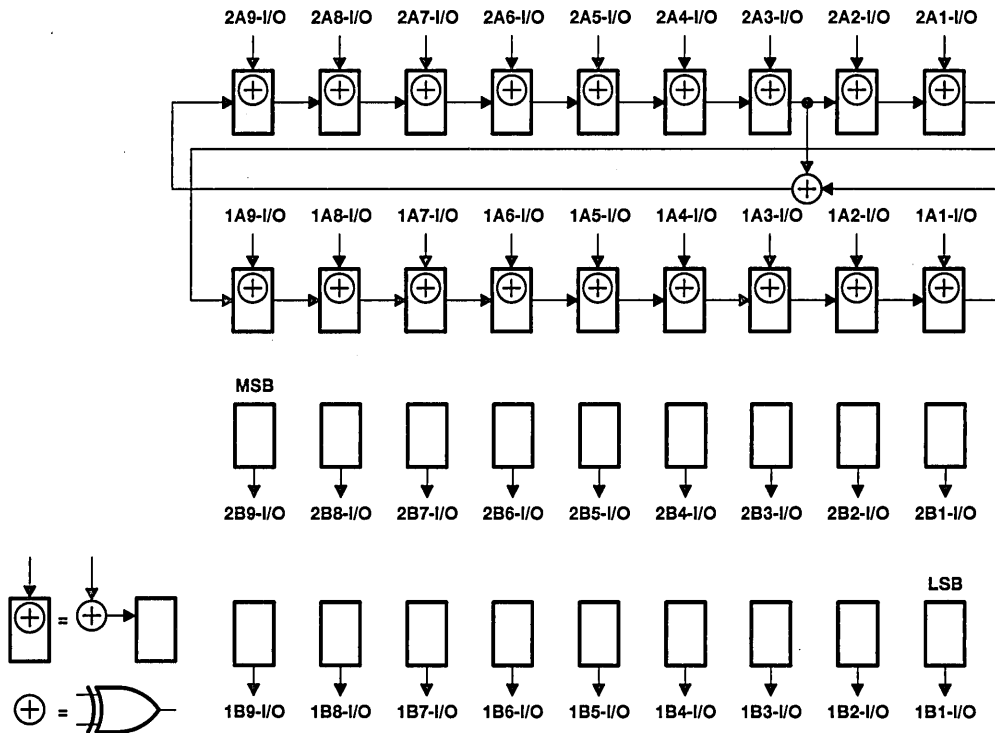 2A9-I/O 2A8-I/O 2A7-I/O 2A6-I/O 2A5-I/O 2A4-I/O 2A3-I/O 2A2-I/O 2A1-I/O
1A9-I/O 1A8-I/O 1A7-I/O 1A6-I/O 1A5-I/O 1A4-I/O 1A3-I/O 1A2-I/O 1A1-I/O
MSB
2B9-I/O 2B8-I/O 2B7-I/O 2B6-I/O 2B5-I/O 2B4-I/O 2B3-I/O 2B2-I/O 2B1-I/O
LSB
=
=
1B9-I/O 1B8-I/O 1B7-I/O 1B6-I/O 1B5-I/O 1B4-I/O 1B3-I/O 1B2-I/O 1B1-I/O